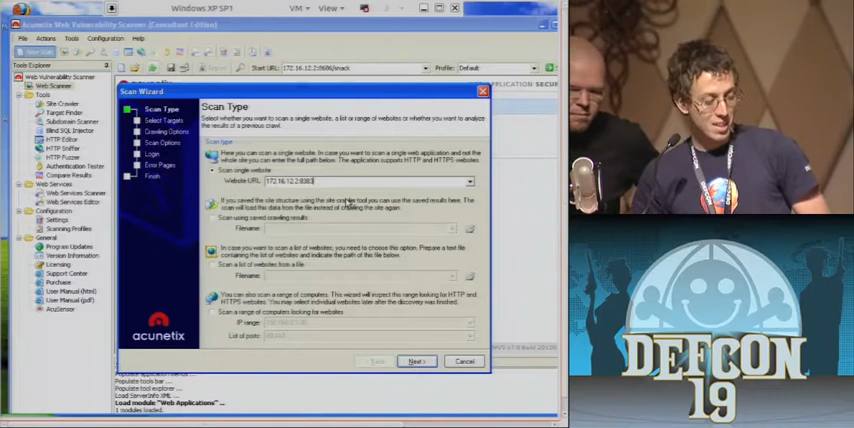 Windows XP SP1
VM
View
Acunetix Web Vulnerability Scanner (Consultant Edition)
File Actions Tools Configuration Help
New Scan
Start URL: 172.16.12.2:8686/snack
Profile: Default
Tools Explorer
Web Vulnerability Scanner
Web Scanner
Tools
Site Crawler
Target Finder
Subdomain Scanner
Blind SQL Injector
HTTP Editor
HTTP Sniffer
HTTP Fuzzer
Authentication Tester
Compare Results
Web Services
Web Services Scanner
Web Services Editor
Configuration
Settings
Scanning Profiles
General
Program Updates
Version Information
Licensing
Support Center
Purchase
User Manual (html)
User Manual (pdf)
AcuSensor
Scan Wizard
Scan Type
Select Targets
Crawling Options
Scan Options
Login
Error Pages
Finish
acunetix
Scan Type
Select whether you want to scan a single website, a list or range of websites or whether you want to analyze
the results of a previous crawl.
Scan type
Here you can scan a single website. In case you want to scan a single web application and not the
whole site you can enter the full path below. The application supports HTTP and HTTPS websites.
Scan single website
Website URL: 172.16.12.2:8383
If you saved the site structure using the site crawler tool you can use the saved results here. The
scan will load this data from the file instead of crawling the site again.
Scan using saved crawling results
Filename:
In case you want to scan a list of websites, you need to choose this option. Prepare a text file
containing the list of websites and indicate the path of this file below.
Scan a list of websites from a file
Filename:
You can also scan a range of computers. This wizard will inspect this range looking for HTTP and
HTTPS websites. You may select individual websites later after the discovery was finished.
Scan a range of computers looking for websites
IP range:
List of ports: 80,443
Next>
Cancel
Populate tools bar ...
Populate tool explorer ...
Load ServerInfo XML ...
Load module "Web Applications" ...
1 modules loaded.
DEFCON
19